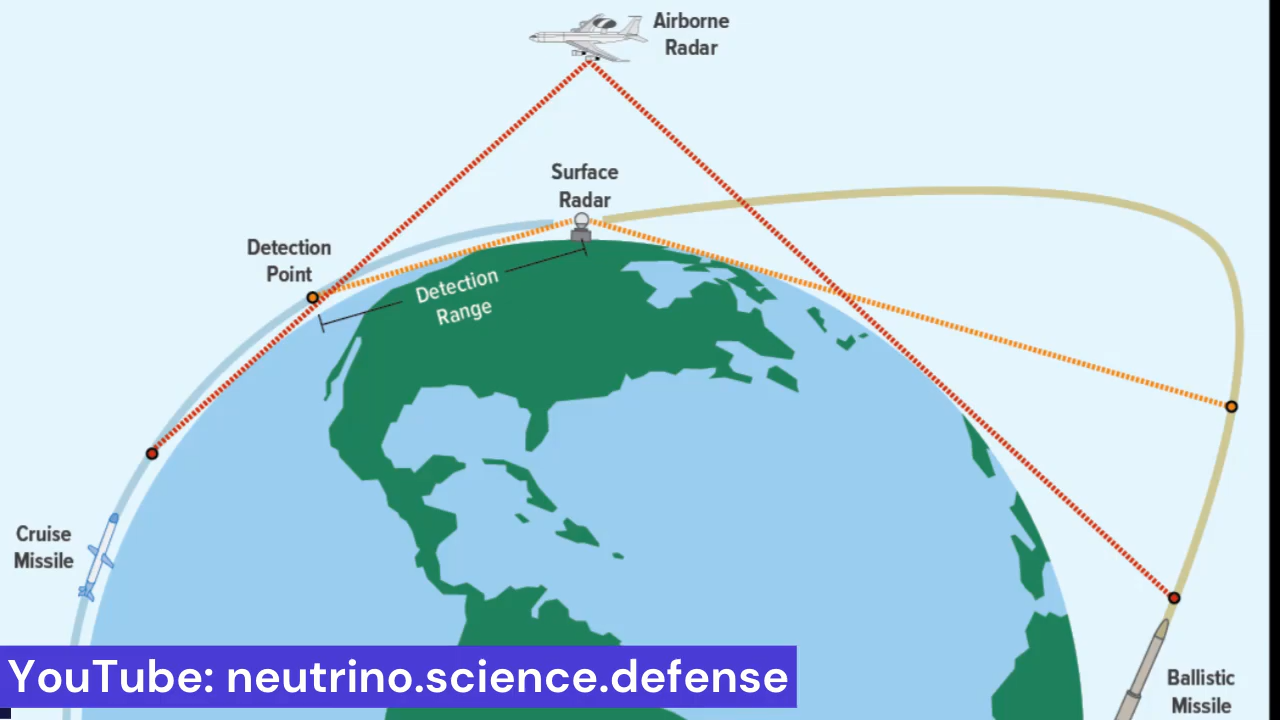 Airborne
Radar
Surface
Radar
Detection
Point
Detection
Range
Cruise
Missile
Ballistic
Missile
YouTube: neutrino.science.defense